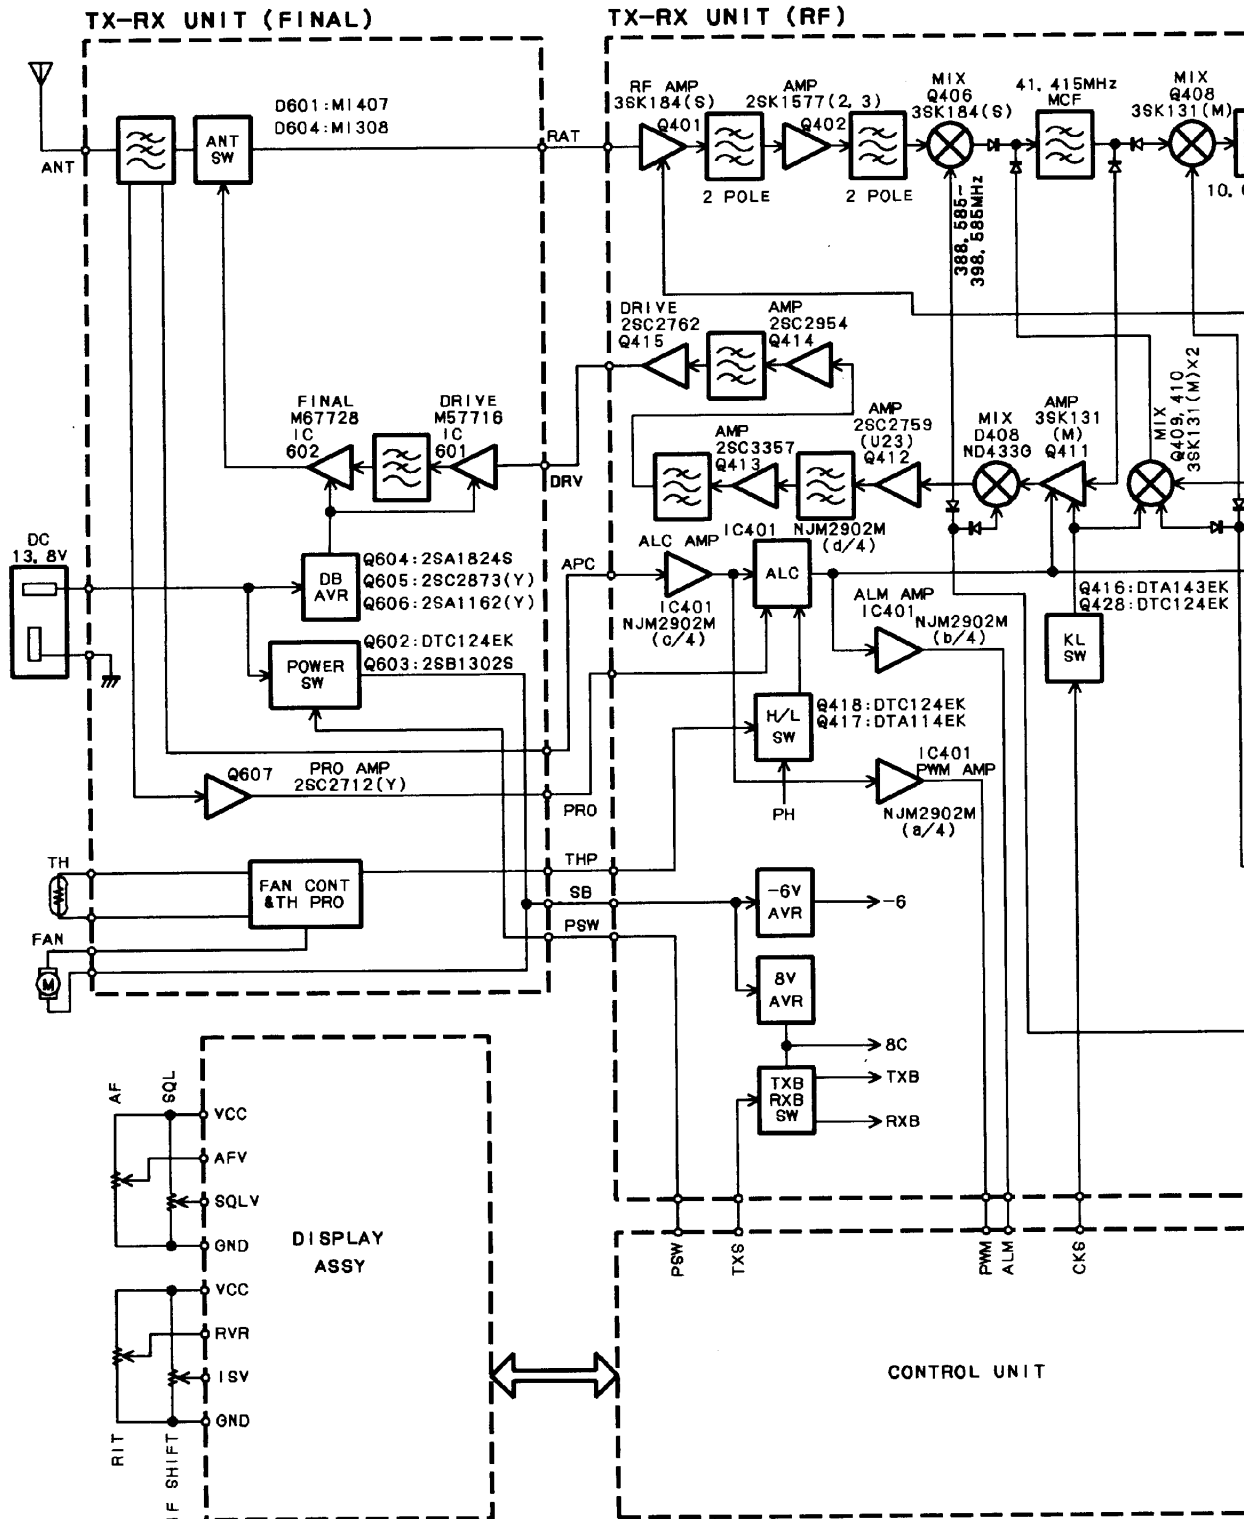 TX-RX UNIT (FINAL)
TX-RX UNIT (RF)
D601:MI407
D604:MI308
ANT
ANT
SW
RAT
RF AMP
3SK184(S)
Q401
2 POLE
AMP
2SK1577(2,3)
Q402
2 POLE
MIX
Q406
3SK184(S)
41.415MHz
MCF
MIX
Q408
3SK131(M)
388.585-
398.585MHz
DRIVE
2SC2762
Q415
AMP
2SC2954
Q414
FINAL
M67728
IC
602
DRIVE
M57716
IC
601
DRV
AMP
2SC3357
Q413
AMP
2SC2759
(U23)
Q412
MIX
D408
ND433G
AMP
3SK131
(M)
Q411
MIX
Q409,410
3SK131(M)×2
DC
13.8V
DB
AVR
Q604:2SA1824S
Q605:2SC2873(Y)
Q606:2SA1162(Y)
Q602:DTC124EK
Q603:2SB1302S
POWER
SW
APC
ALC AMP
IC401
NJM2902M
(c/4)
IC401
NJM2902M
(d/4)
ALC
ALM AMP
IC401
NJM2902M
(b/4)
Q416:DTA143EK
Q428:DTC124EK
KL
SW
H/L
SW
Q418:DTC124EK
Q417:DTA114EK
PH
IC401
PWM AMP
NJM2902M
(a/4)
Q607
PRO AMP
2SC2712(Y)
PRO
TH
FAN CONT
&TH PRO
THP
SB
PSW
FAN
M
-6V
AVR
-6
8V
AVR
8C
TXB
RXB
SW
TXB
RXB
AF
SQL
VCC
AFV
SQLV
GND
VCC
RVR
ISV
GND
RIT
IF SHIFT
DISPLAY
ASSY
PSW
TXS
PWM
ALM
CKS
CONTROL UNIT